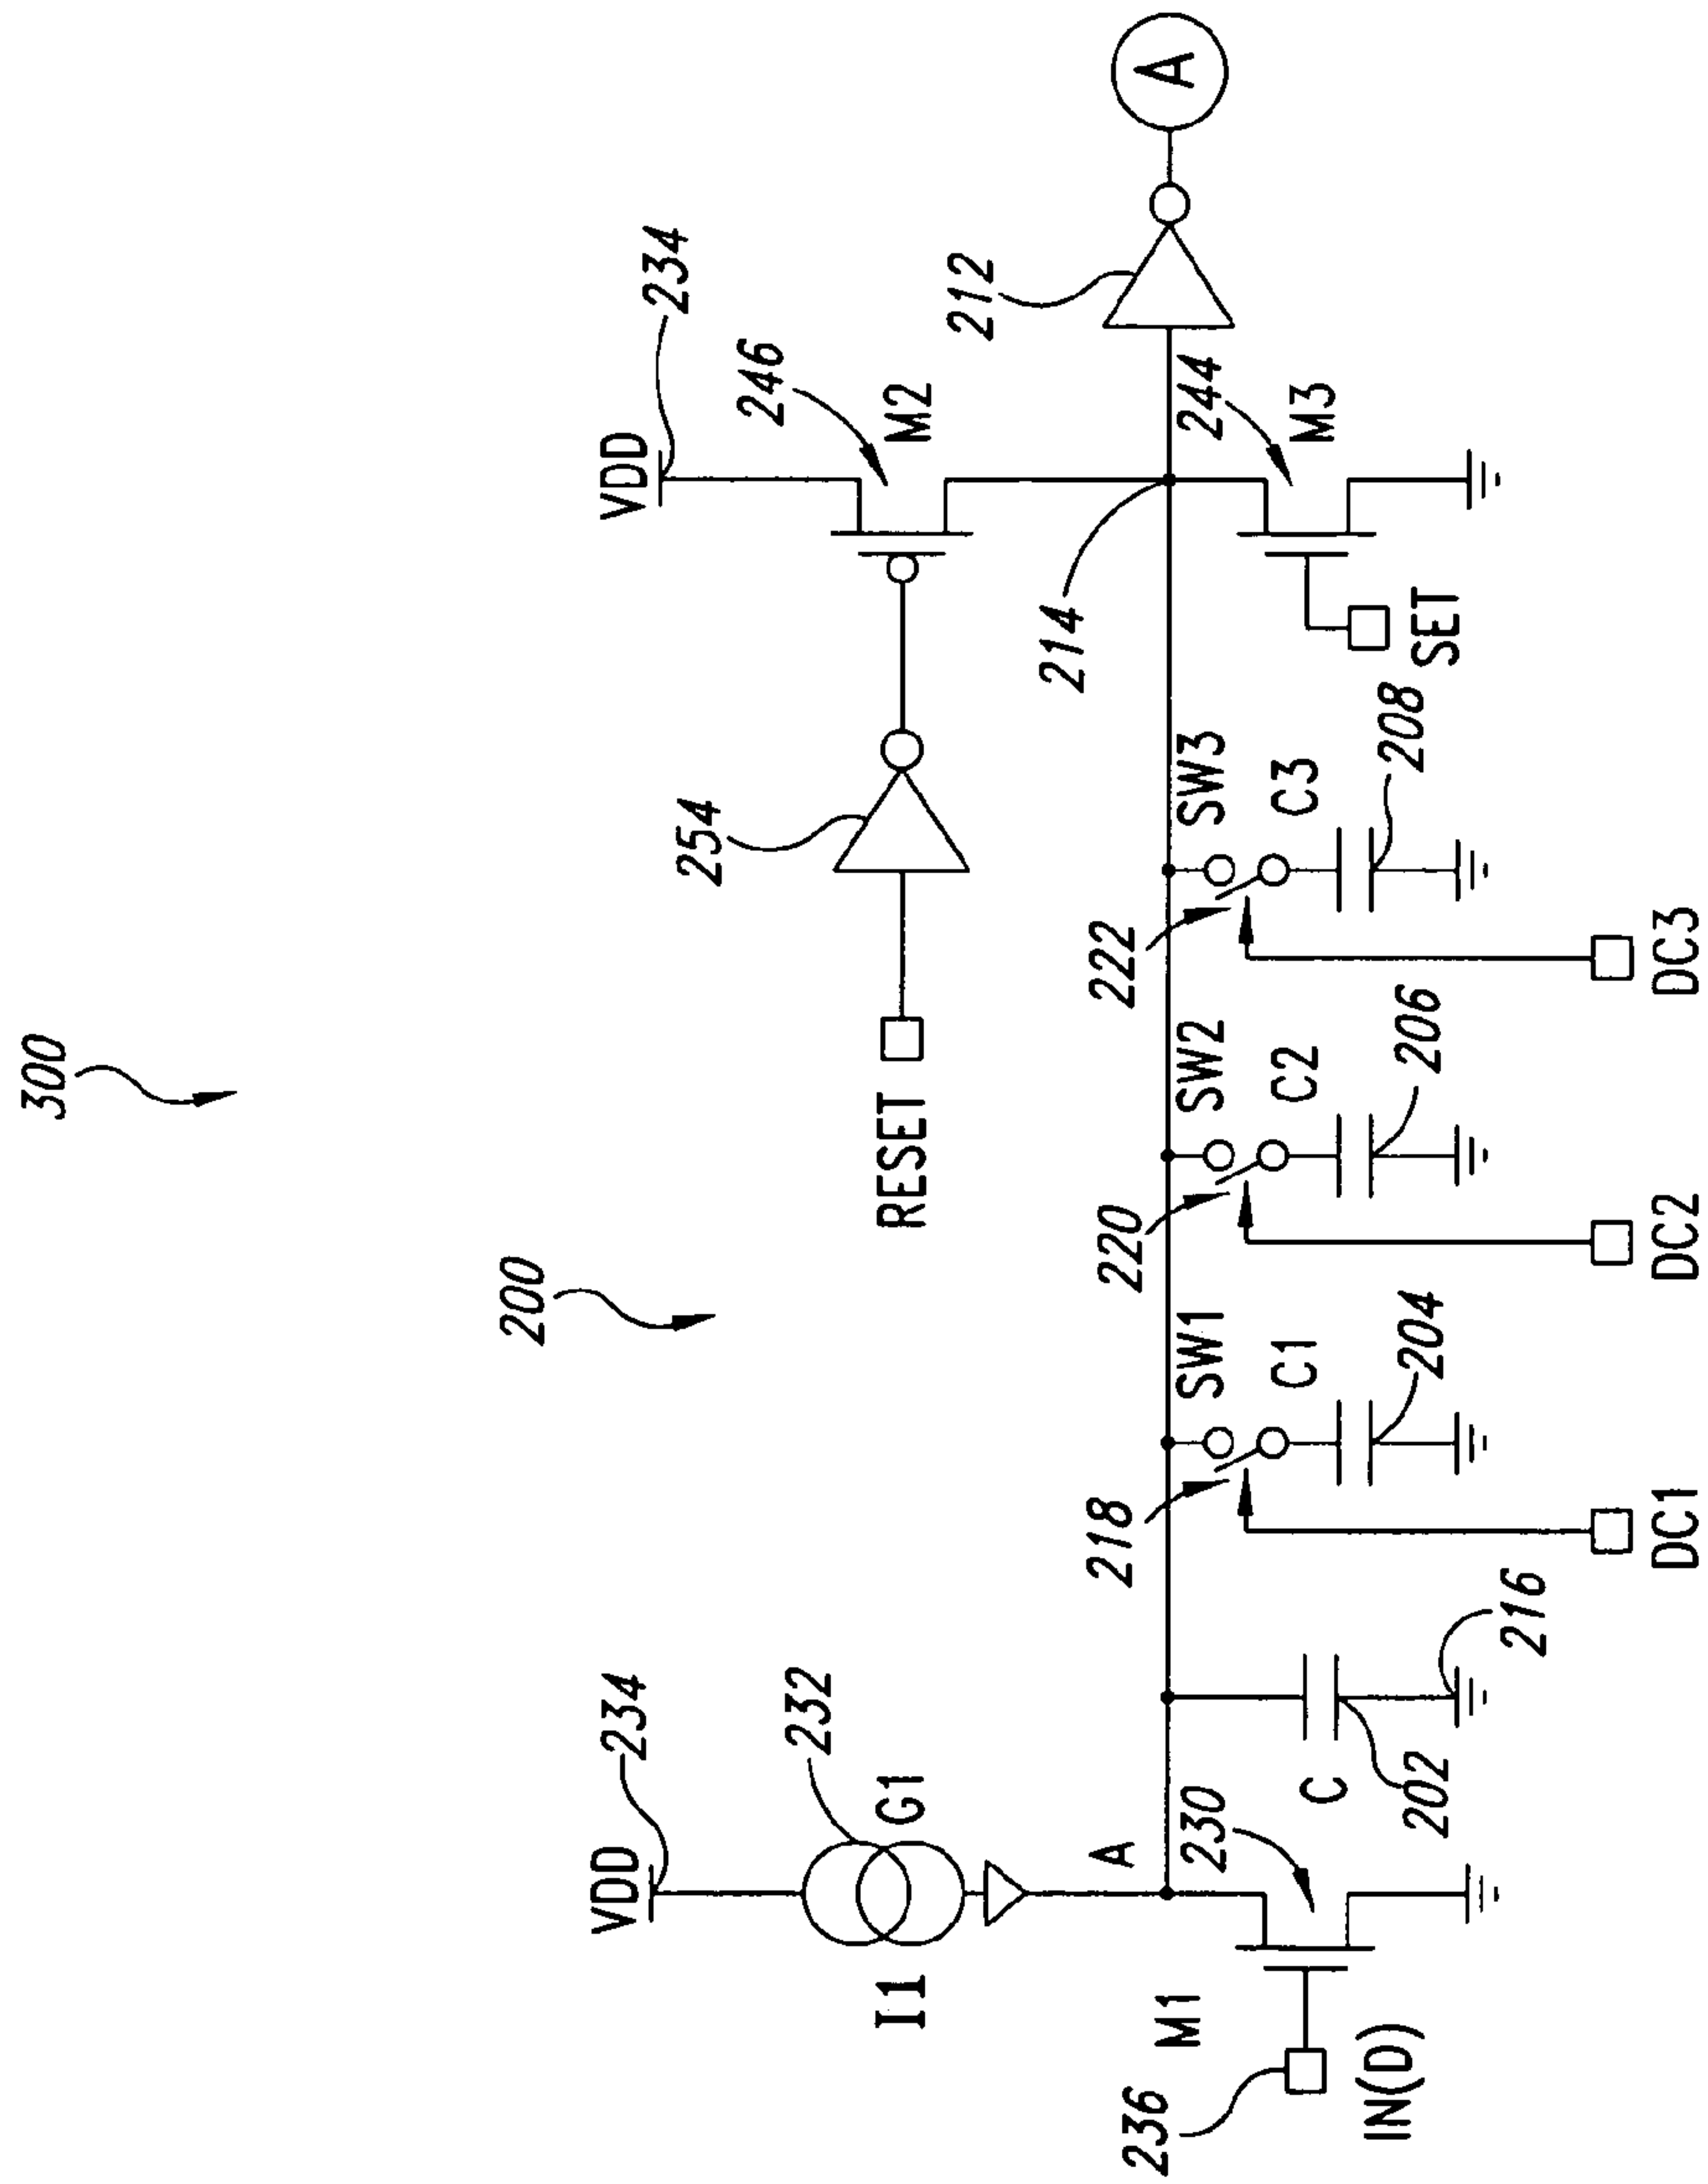 300
200
VDD
234
246
M2
RESET
254
212
A
VDD
234
232
I1
G1
A
214
244
M3
SET
M1
230
236
IN(D)
C
202
216
218
SW1
C1
204
DC1
220
SW2
C2
206
DC2
222
SW3
C3
208
DC3